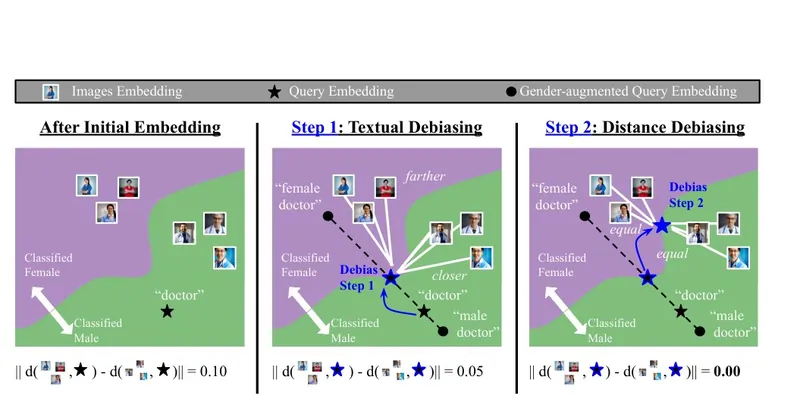 Images Embedding
Query Embedding
Gender-augmented Query Embedding
After Initial Embedding
Classified
Female
Classified
Male
“doctor”
|| d( , ) - d( , )|| = 0.10
Step 1: Textual Debiasing
“female
doctor”
farther
Classified
Female
Debias
Step 1
closer
“doctor”
Classified
Male
“male
doctor”
|| d( , ) - d( , )|| = 0.05
Step 2: Distance Debiasing
“female
doctor”
Debias
Step 2
equal
equal
Classified
Female
“doctor”
Classified
Male
“male
doctor”
|| d( , ) - d( , )|| = 0.00